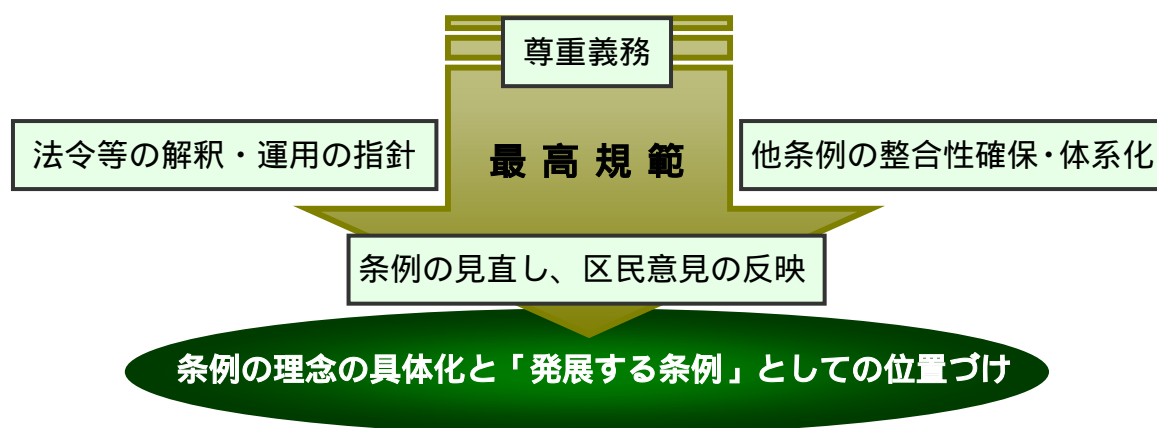 尊重義務
法令等の解釈・運用の指針
最高規範
他条例の整合性確保・体系化
条例の見直し、区民意見の反映
条例の理念の具体化と「発展する条例」としての位置づけ